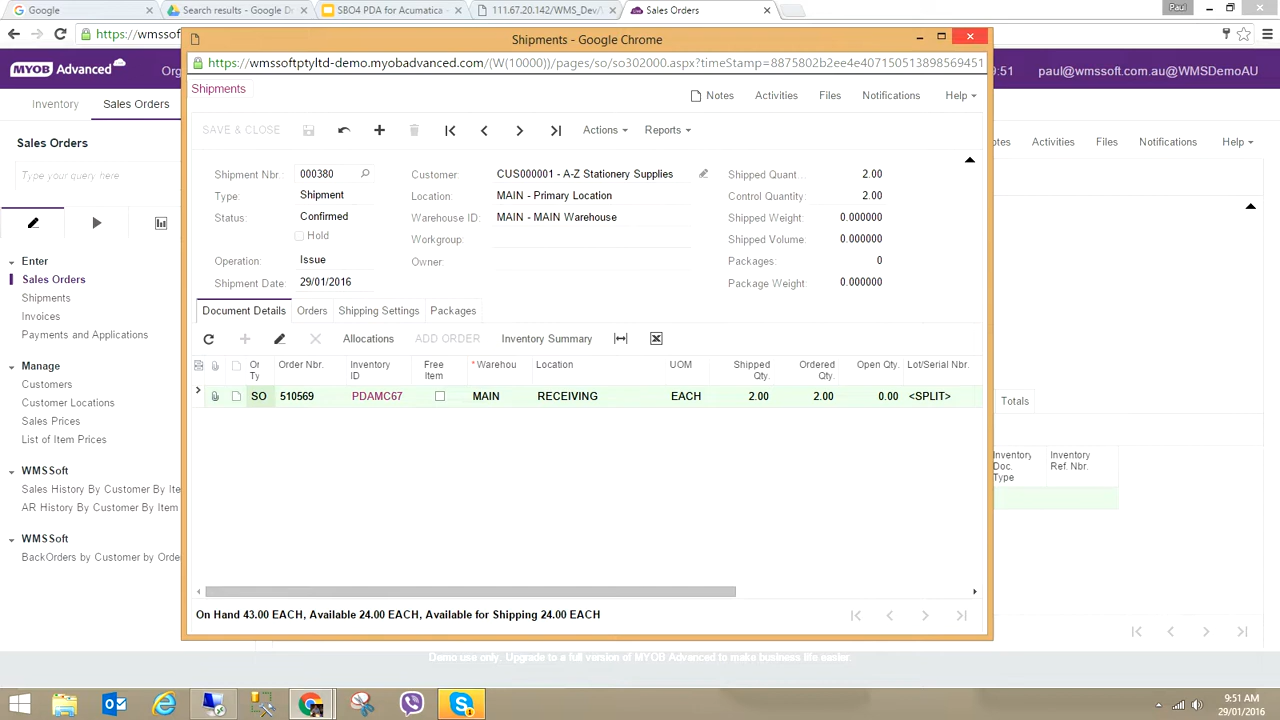 Google
Search results - Google D
SBO4 PDA for Acumatica
111.67.20.142/WMS_Dev/
Sales Orders
Paul
Shipments - Google Chrome
https://wmssof
https://wmssoftptyltd-demo.myobadvanced.com/(W(10000))/pages/so/so302000.aspx?timeStamp=8875802b2ee4e407150513898569451
MYOB Advanced
Org
9:51
paul@wmssoft.com.au@WMSDemoAU
Inventory
Sales Orders
Shipments
Notes
Activities
Files
Notifications
Help
Sales Orders
Type your query here...
otes
Activities
Files
Notifications
Help
SAVE & CLOSE
Actions
Reports
Shipment Nbr.:
000380
Customer:
CUS000001 - A-Z Stationery Supplies
Shipped Quant...
2.00
Type:
Shipment
Location:
MAIN - Primary Location
Control Quantity:
2.00
Status:
Confirmed
Warehouse ID:
MAIN - MAIN Warehouse
Shipped Weight:
0.000000
Hold
Workgroup:
Shipped Volume:
0.000000
Operation:
Issue
Owner:
Packages:
0
Shipment Date:
29/01/2016
Package Weight:
0.000000
Enter
Sales Orders
Shipments
Invoices
Payments and Applications
Manage
Customers
Customer Locations
Sales Prices
List of Item Prices
WMSSoft
Sales History By Customer By Ite
AR History By Customer By Item
WMSSoft
BackOrders by Customer by Orde
Document Details
Orders
Shipping Settings
Packages
Allocations
ADD ORDER
Inventory Summary
Or Ty
Order Nbr.
Inventory ID
Free Item
* Warehou
Location
UOM
Shipped Qty.
Ordered Qty.
Open Qty.
Lot/Serial Nbr.
SO
510569
PDAMC67
MAIN
RECEIVING
EACH
2.00
2.00
0.00
<SPLIT>
Totals
Inventory Doc. Type
Inventory Ref. Nbr.
On Hand 43.00 EACH, Available 24.00 EACH, Available for Shipping 24.00 EACH
Demo use only. Upgrade to a full version of MYOB Advanced to make business life easier.
9:51 AM
29/01/2016